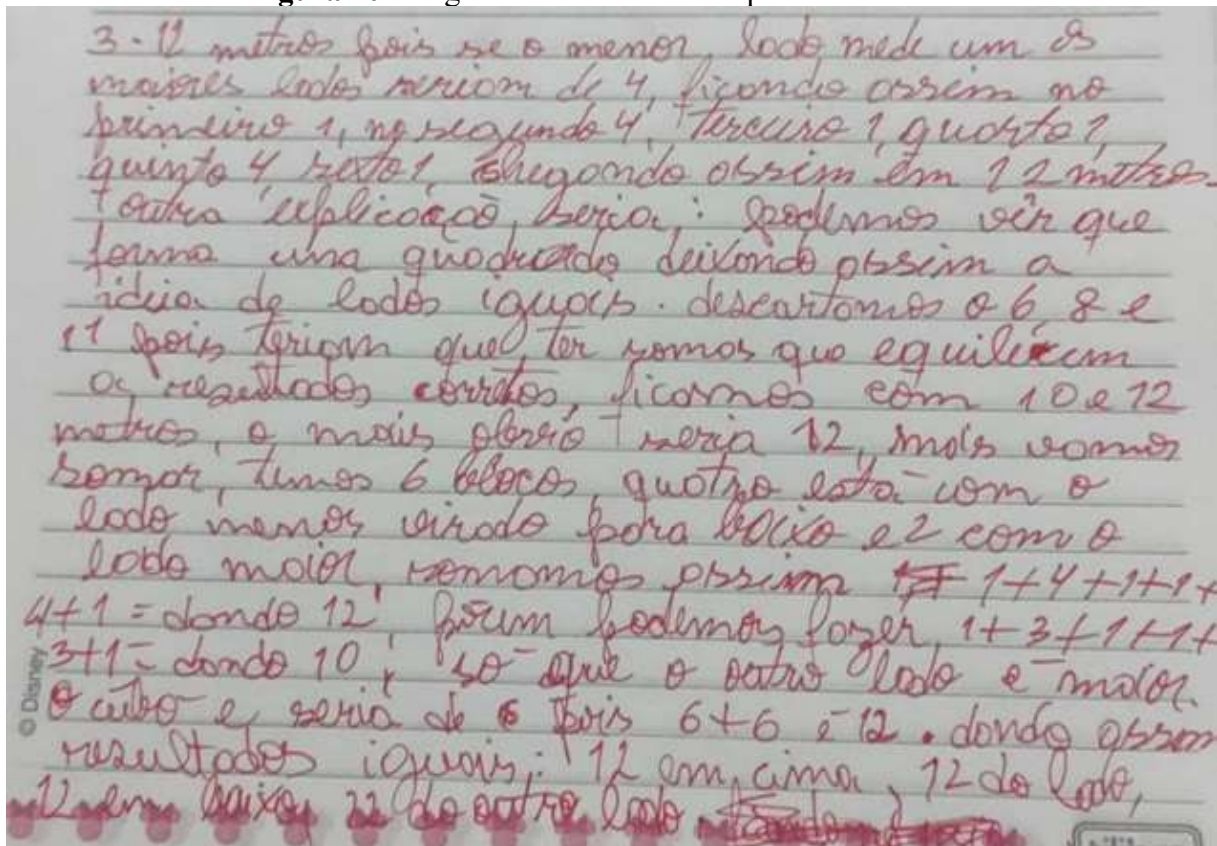 3 - 12 metros pois se o menor lado mede um os
maiores lados seriam de 4, ficando assim no
primeiro 1, no segundo 4, terceiro 1, quarto 1,
quinto 4 sexto 1, chegando assim em 12 metros.
outra explicação, seria: podemos vêr que
forma uma quadrado deixando assim a
ideia de lados iguais. descartamos o 6, 8 e
11 pois teriam que ter somas que equilibram
os resultados corretos, ficamos com 10 e 12
metros, o mais obvio seria 12, mais vamos
somar, temos 6 blocos, quatro está com o
lado menor virado para baixo e 2 com o
lado maior, somamos assim 1+4+1+1+
4+1 = dando 12, porém podemos fazer, 1+3+1+1+
3+1= dando 10, só que o outro lado é maior.
O cubo e seria de 6 pois 6+6 é 12. dando assim
resultados iguais: 12 em cima, 12 do lado,
12 em baixo, 12 do outro lado.
© Disney